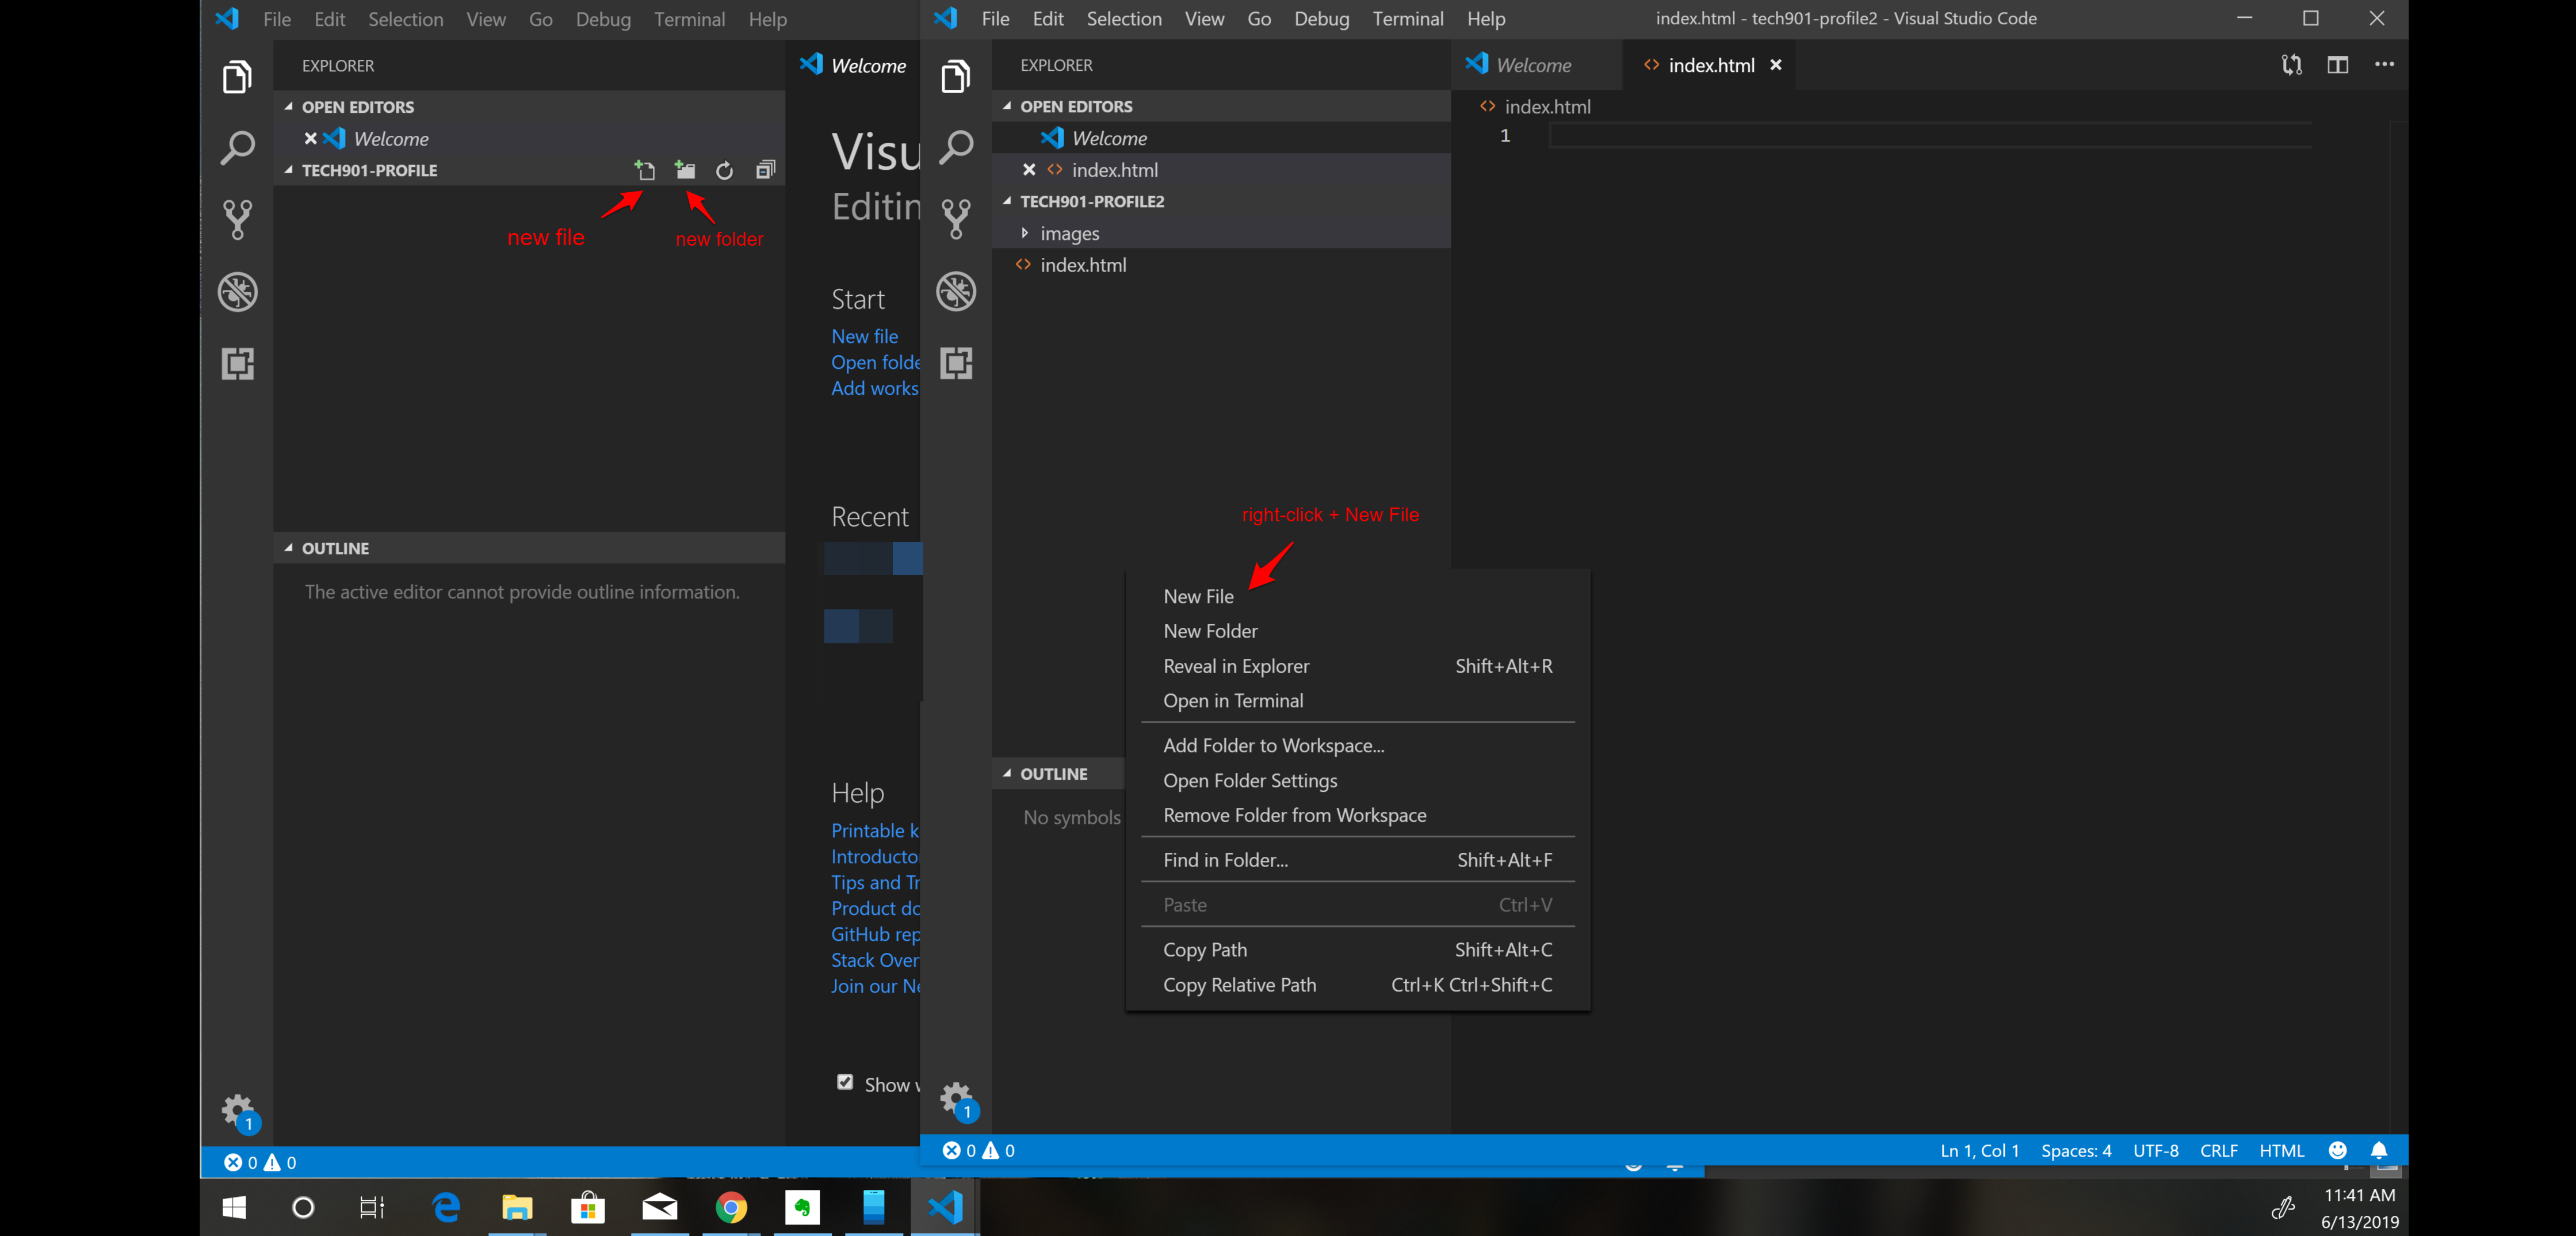 File Edit Selection View Go Debug Terminal Help
EXPLORER
OPEN EDITORS
Welcome
TECH901-PROFILE
new file
new folder
OUTLINE
The active editor cannot provide outline information.
0 0
1
Welcome
Visu
Editin
Start
New file
Open folde
Add works
Recent
Help
Printable k
Introducto
Tips and Tr
Product do
GitHub rep
Stack Over
Join our Ne
Show w
File Edit Selection View Go Debug Terminal Help
index.html - tech901-profile2 - Visual Studio Code
EXPLORER
OPEN EDITORS
Welcome
index.html
TECH901-PROFILE2
images
index.html
Welcome
index.html
index.html
1
right-click + New File
New File
New Folder
Reveal in Explorer Shift+Alt+R
Open in Terminal
Add Folder to Workspace...
Open Folder Settings
Remove Folder from Workspace
Find in Folder... Shift+Alt+F
Paste Ctrl+V
Copy Path Shift+Alt+C
Copy Relative Path Ctrl+K Ctrl+Shift+C
OUTLINE
No symbols
1
0 0
Ln 1, Col 1 Spaces: 4 UTF-8 CRLF HTML
11:41 AM
6/13/2019